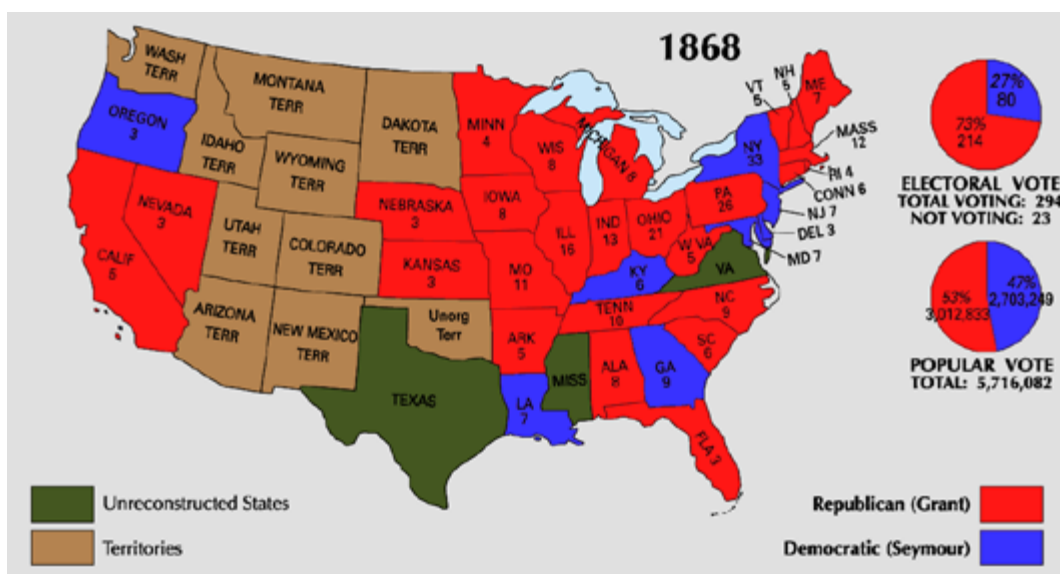 1868
WASH
TERR
MONTANA
TERR
DAKOTA
TERR
MINN
4
VT
5
NH
5
ME
7
27%
80
73%
214
OREGON
3
IDAHO
TERR
WYOMING
TERR
WIS
8
MICHIGAN 8
NY
33
MASS
12
RI 4
CONN 6
ELECTORAL VOTE
TOTAL VOTING: 294
NOT VOTING: 23
NEVADA
3
UTAH
TERR
COLORADO
TERR
NEBRASKA
3
IOWA
8
ILL
16
IND
13
OHIO
21
PA
26
NJ 7
DEL 3
MD 7
CALIF
5
KANSAS
3
MO
11
KY
6
W VA
5
VA
47%
2,703,249
53%
3,012,833
POPULAR VOTE
TOTAL: 5,716,082
ARIZONA
TERR
NEW MEXICO
TERR
Unorg
Terr
ARK
5
TENN
10
NC
9
SC
6
TEXAS
LA
7
MISS
ALA
8
GA
9
FLA 3
Unreconstructed States
Territories
Republican (Grant)
Democratic (Seymour)